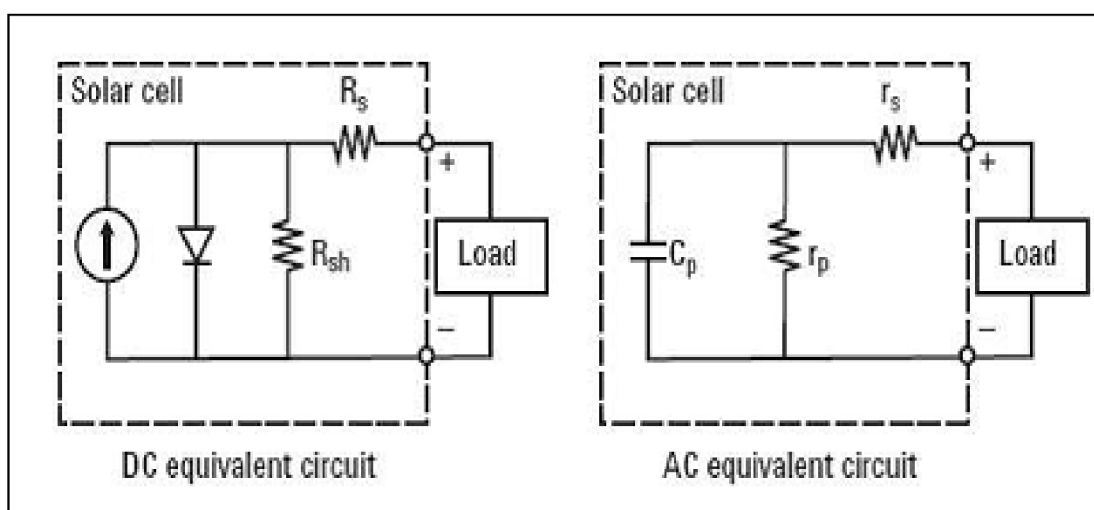 Solar cell
Rs
+
Rsh
Load
–
DC equivalent circuit
Solar cell
rs
+
Cp
rp
Load
–
AC equivalent circuit